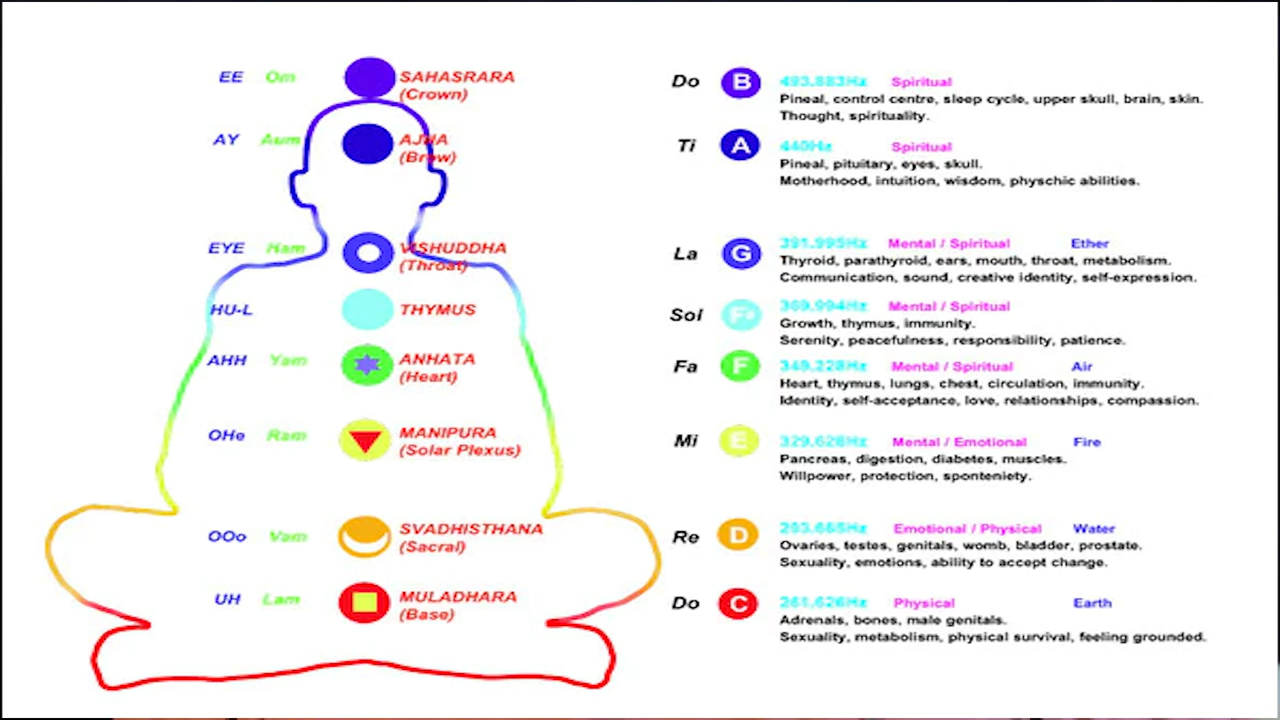 EE Om SAHASRARA
(Crown)
AY Aum AJNA
(Brow)
EYE Ham VISHUDDHA
(Throat)
HU-L THYMUS
AHH Yam ANHATA
(Heart)
OHe Ram MANIPURA
(Solar Plexus)
OOo Vam SVADHISTHANA
(Sacral)
UH Lam MULADHARA
(Base)
Do B 493.883Hz Spiritual
Pineal, control centre, sleep cycle, upper skull, brain, skin.
Thought, spirituality.
Ti A 440Hz Spiritual
Pineal, pituitary, eyes, skull.
Motherhood, intuition, wisdom, physchic abilities.
La G 391.995Hz Mental / Spiritual Ether
Thyroid, parathyroid, ears, mouth, throat, metabolism.
Communication, sound, creative identity, self-expression.
Sol F# 369.994Hz Mental / Spiritual
Growth, thymus, immunity.
Serenity, peacefulness, responsibility, patience.
Fa F 349.228Hz Mental / Spiritual Air
Heart, thymus, lungs, chest, circulation, immunity.
Identity, self-acceptance, love, relationships, compassion.
Mi E 329.628Hz Mental / Emotional Fire
Pancreas, digestion, diabetes, muscles.
Willpower, protection, sponteniety.
Re D 293.665Hz Emotional / Physical Water
Ovaries, testes, genitals, womb, bladder, prostate.
Sexuality, emotions, ability to accept change.
Do C 261.626Hz Physical Earth
Adrenals, bones, male genitals.
Sexuality, metabolism, physical survival, feeling grounded.